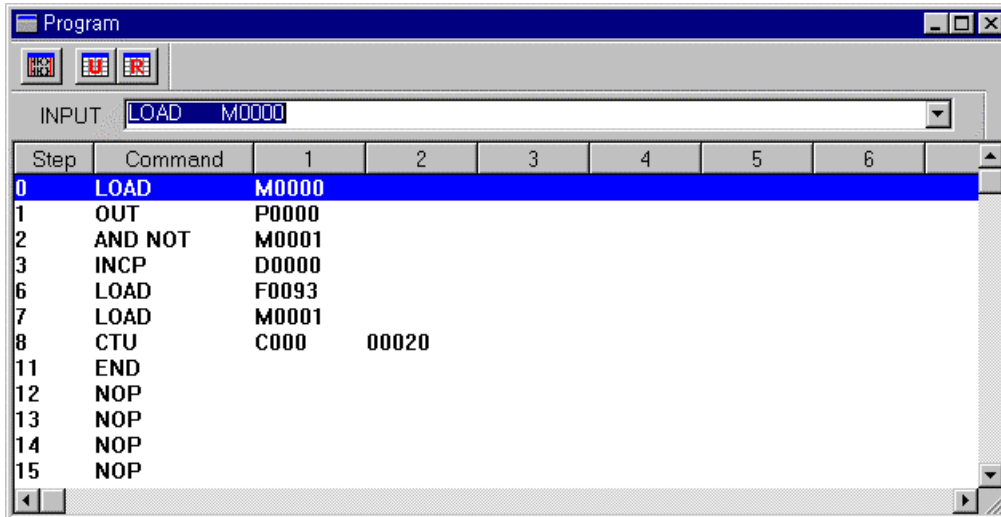 Program
U R
INPUT LOAD M0000
Step Command 1 2 3 4 5 6
0 LOAD M0000
1 OUT P0000
2 AND NOT M0001
3 INCP D0000
6 LOAD F0093
7 LOAD M0001
8 CTU C000 00020
11 END
12 NOP
13 NOP
14 NOP
15 NOP